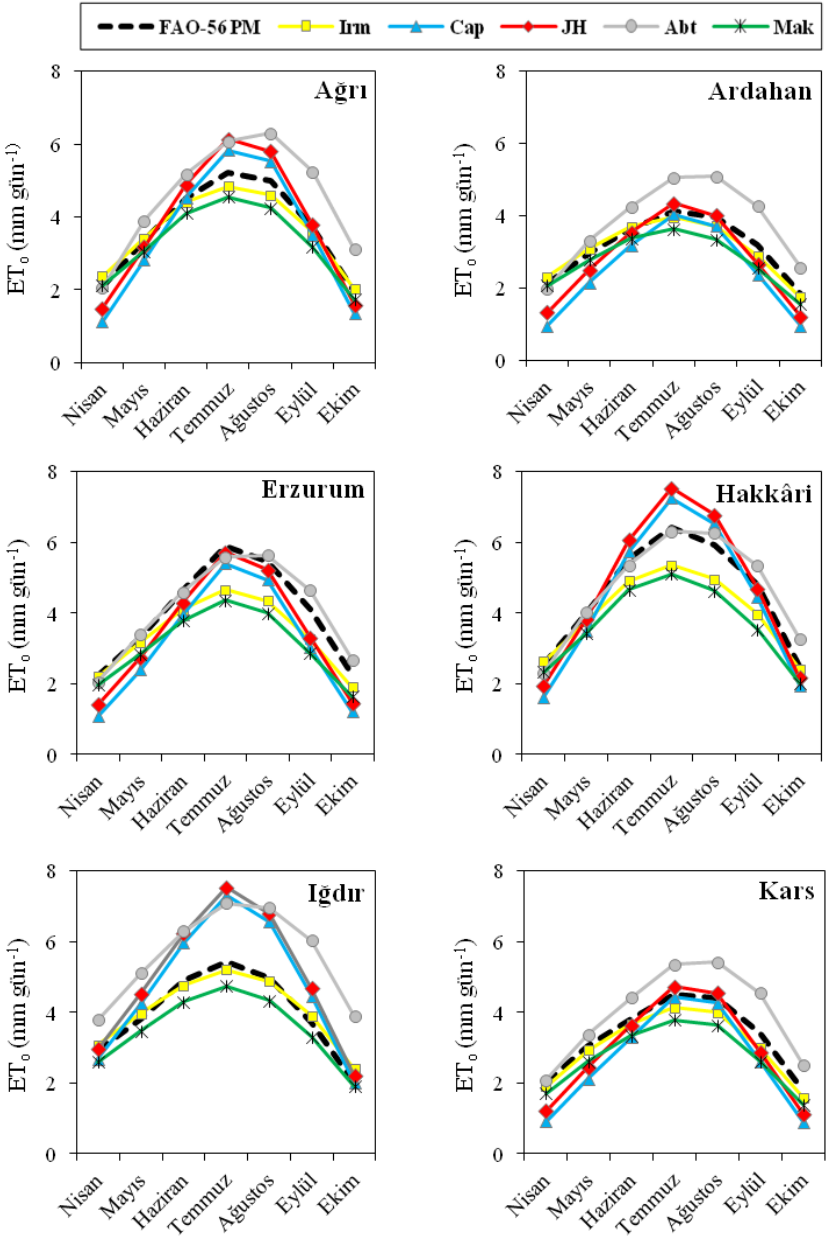 FAO-56 PM Irm Cap JH Abt Mak
Ağrı
ET0 (mm gün-1)
8
6
4
2
0
Nisan Mayıs Haziran Temmuz Ağustos Eylül Ekim
Ardahan
ET0 (mm gün-1)
8
6
4
2
0
Nisan Mayıs Haziran Temmuz Ağustos Eylül Ekim
Erzurum
ET0 (mm gün-1)
8
6
4
2
0
Nisan Mayıs Haziran Temmuz Ağustos Eylül Ekim
Hakkâri
ET0 (mm gün-1)
8
6
4
2
0
Nisan Mayıs Haziran Temmuz Ağustos Eylül Ekim
Iğdır
ET0 (mm gün-1)
8
6
4
2
0
Nisan Mayıs Haziran Temmuz Ağustos Eylül Ekim
Kars
ET0 (mm gün-1)
8
6
4
2
0
Nisan Mayıs Haziran Temmuz Ağustos Eylül Ekim